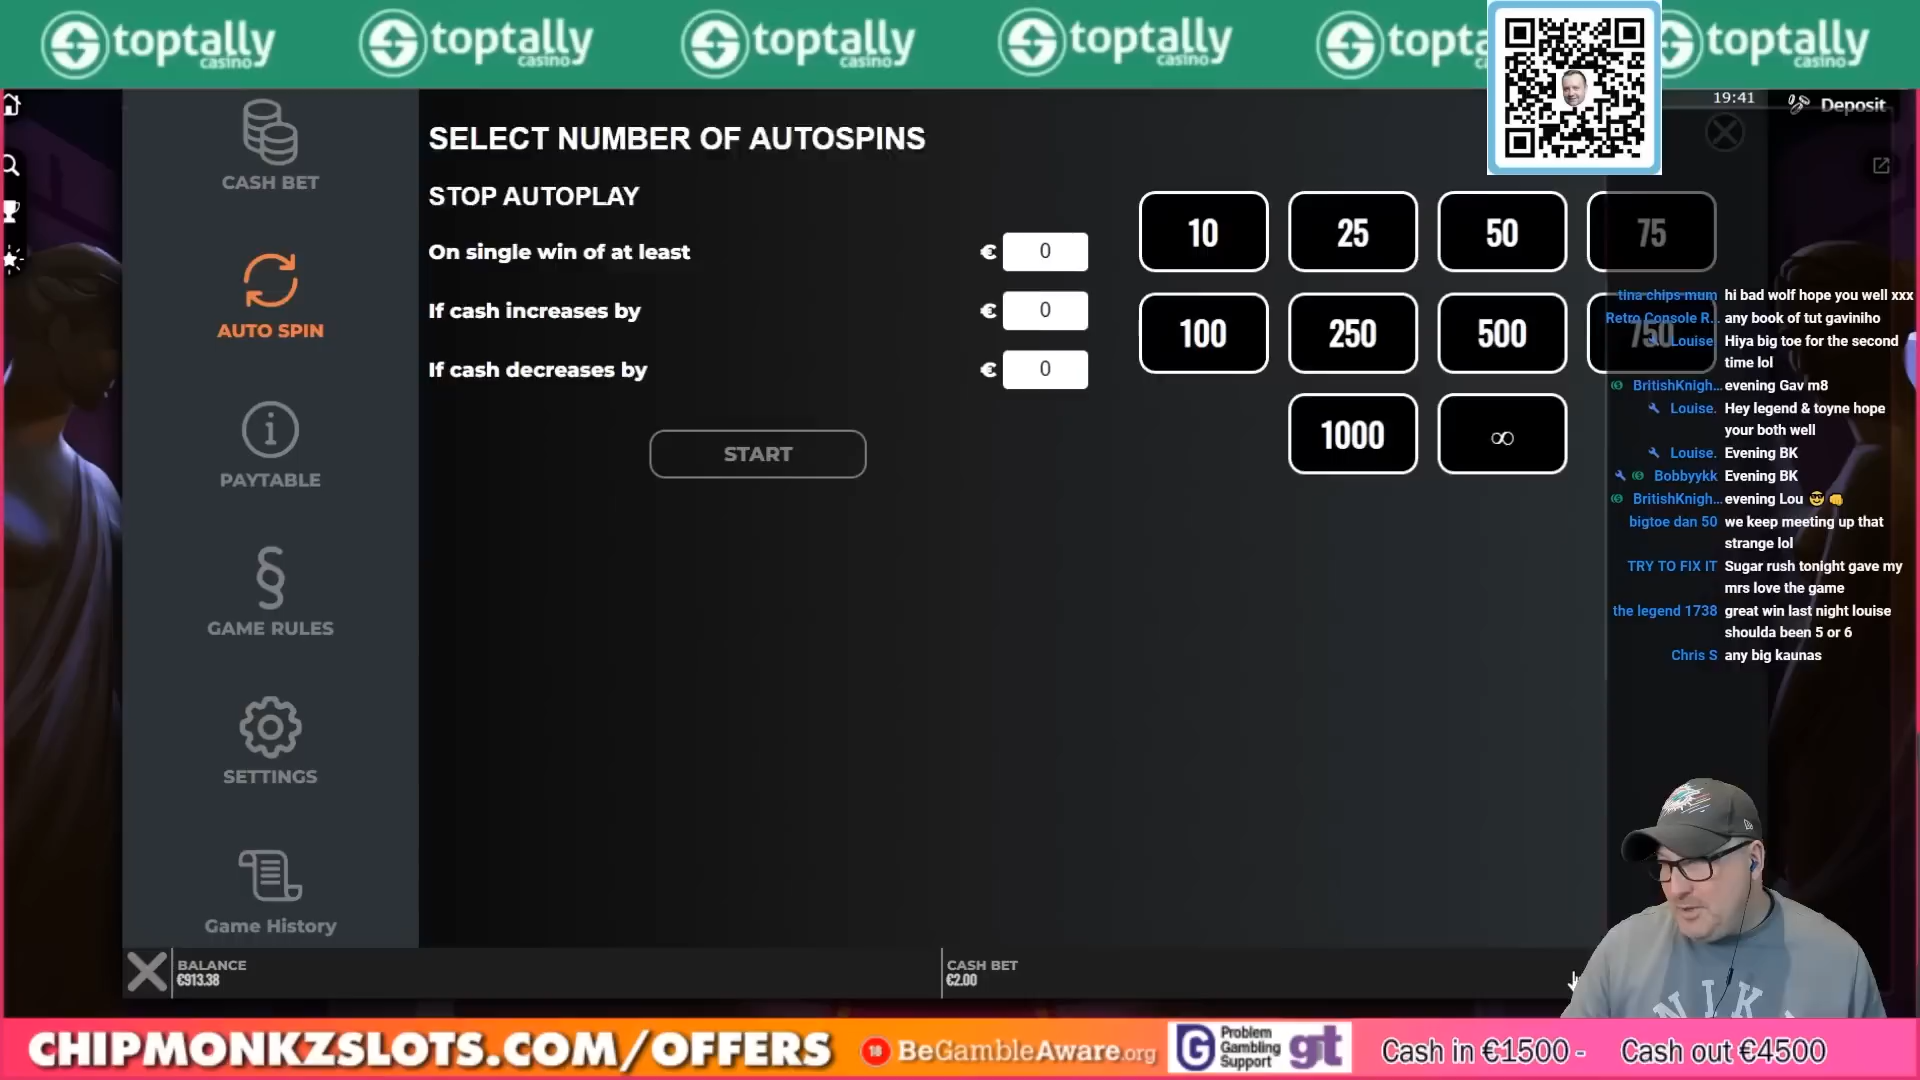 toptally casino toptally casino toptally casino toptally casino topta toptally casino
19:41 Deposit
CASH BET
AUTO SPIN
PAYTABLE
GAME RULES
SETTINGS
Game History
SELECT NUMBER OF AUTOSPINS
STOP AUTOPLAY
On single win of at least € 0
If cash increases by € 0
If cash decreases by € 0
START
10 25 50 75
100 250 500 750
1000 ∞
tina chips mum hi bad wolf hope you well xxx
Retro Console R... any book of tut gaviniho
Louise. Hiya big toe for the second
time lol
BritishKnigh... evening Gav m8
Louise. Hey legend & toyne hope
your both well
Louise. Evening BK
Bobbyykk Evening BK
BritishKnigh... evening Lou 😎 👊
bigtoe dan 50 we keep meeting up that
strange lol
TRY TO FIX IT Sugar rush tonight gave my
mrs love the game
the legend 1738 great win last night louise
shoulda been 5 or 6
Chris S any big kaunas
BALANCE
€913.38
CASH BET
€2.00
NIK
CHIPMONKZSLOTS.COM/OFFERS
18 BeGambleAware.org
G Problem
Gambling
Support
gt
Cash in €1500 - Cash out €4500